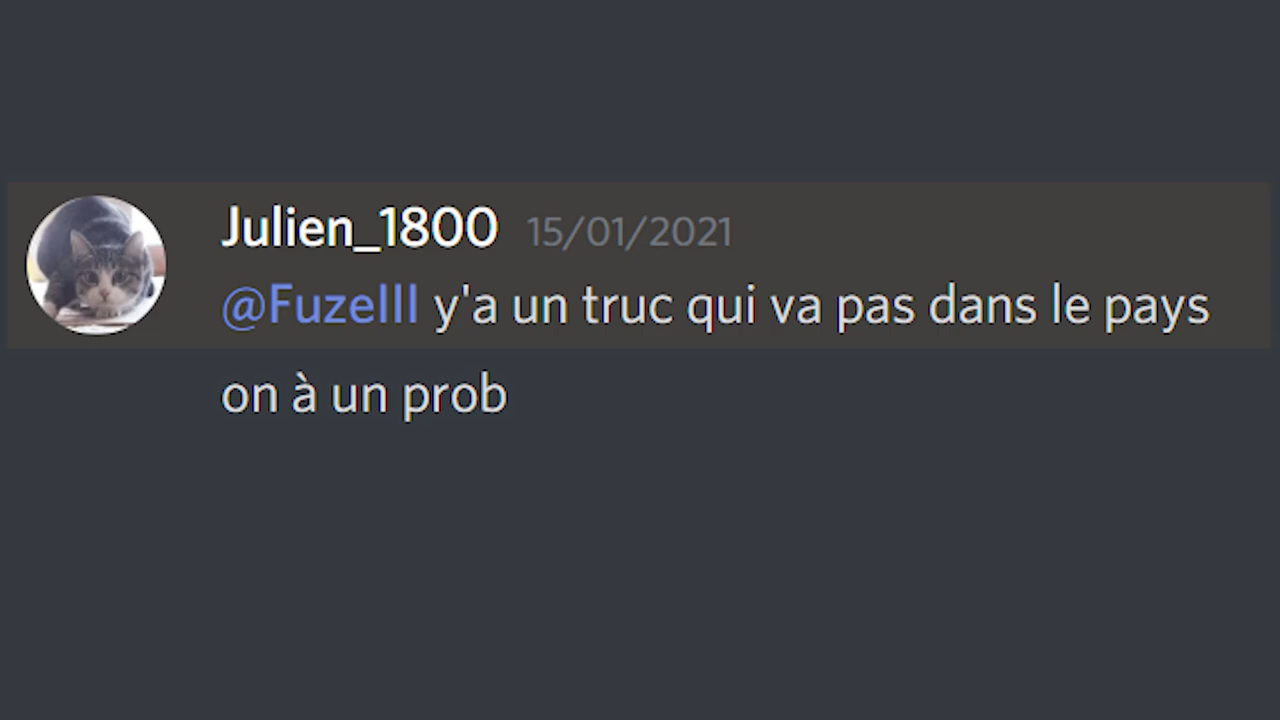 Julien_1800 15/01/2021
@FuzeIII y'a un truc qui va pas dans le pays
on à un prob